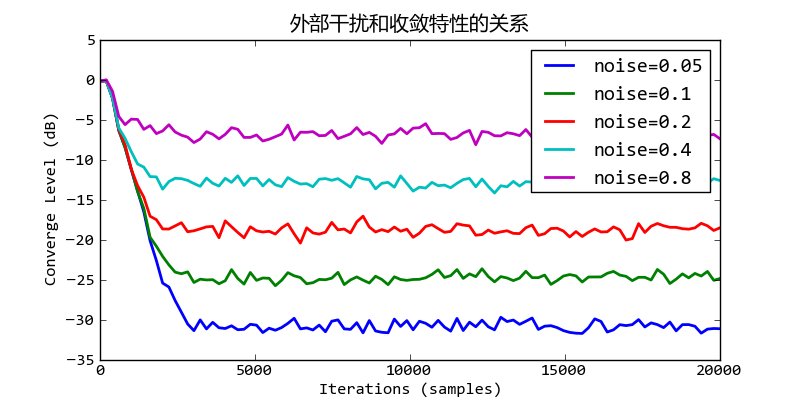 外部干扰和收敛特性的关系
5
0
−5
−10
−15
−20
−25
−30
−35
Converge Level (dB)
noise=0.05
noise=0.1
noise=0.2
noise=0.4
noise=0.8
0 5000 10000 15000 20000
Iterations (samples)